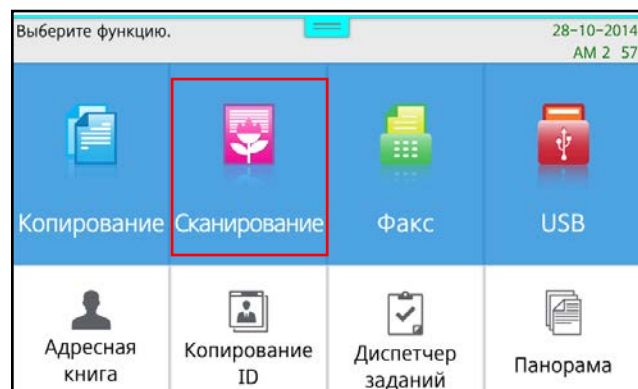 Выберите функцию.
28-10-2014
AM 2 57
Копирование
Сканирование
Факс
USB
Адресная
книга
Копирование
ID
Диспетчер
заданий
Панорама